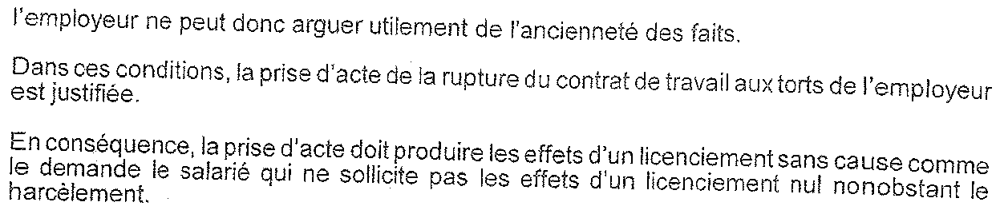 l'employeur ne peut donc arguer utilement de l'ancienneté des faits.
Dans ces conditions, la prise d'acte de la rupture du contrat de travail aux torts de l'employeur
est justifiée.
En conséquence, la prise d'acte doit produire les effets d'un licenciement sans cause comme
le demande le salarié qui ne sollicite pas les effets d'un licenciement nul nonobstant le
harcèlement.